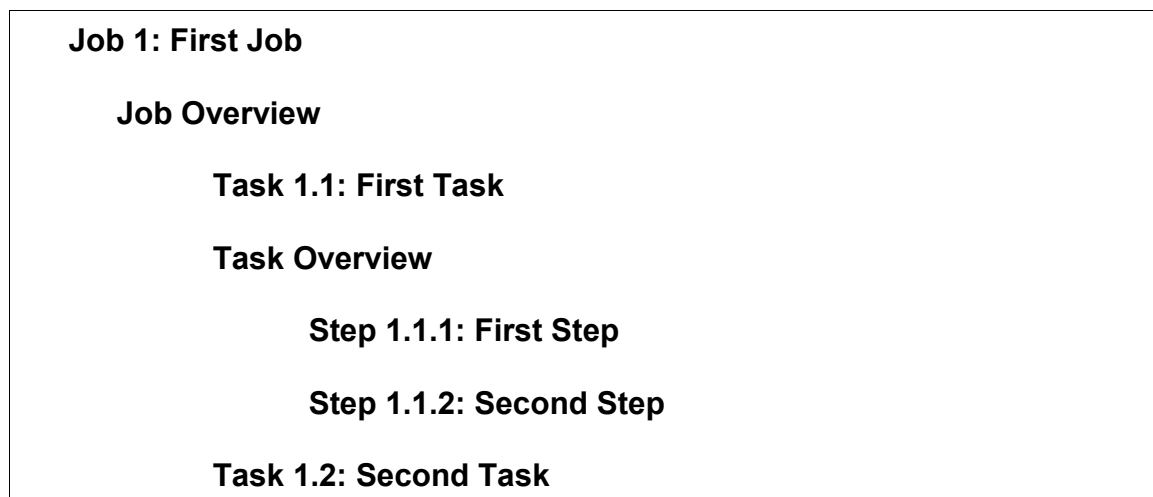 Job 1: First Job
Job Overview
Task 1.1: First Task
Task Overview
Step 1.1.1: First Step
Step 1.1.2: Second Step
Task 1.2: Second Task